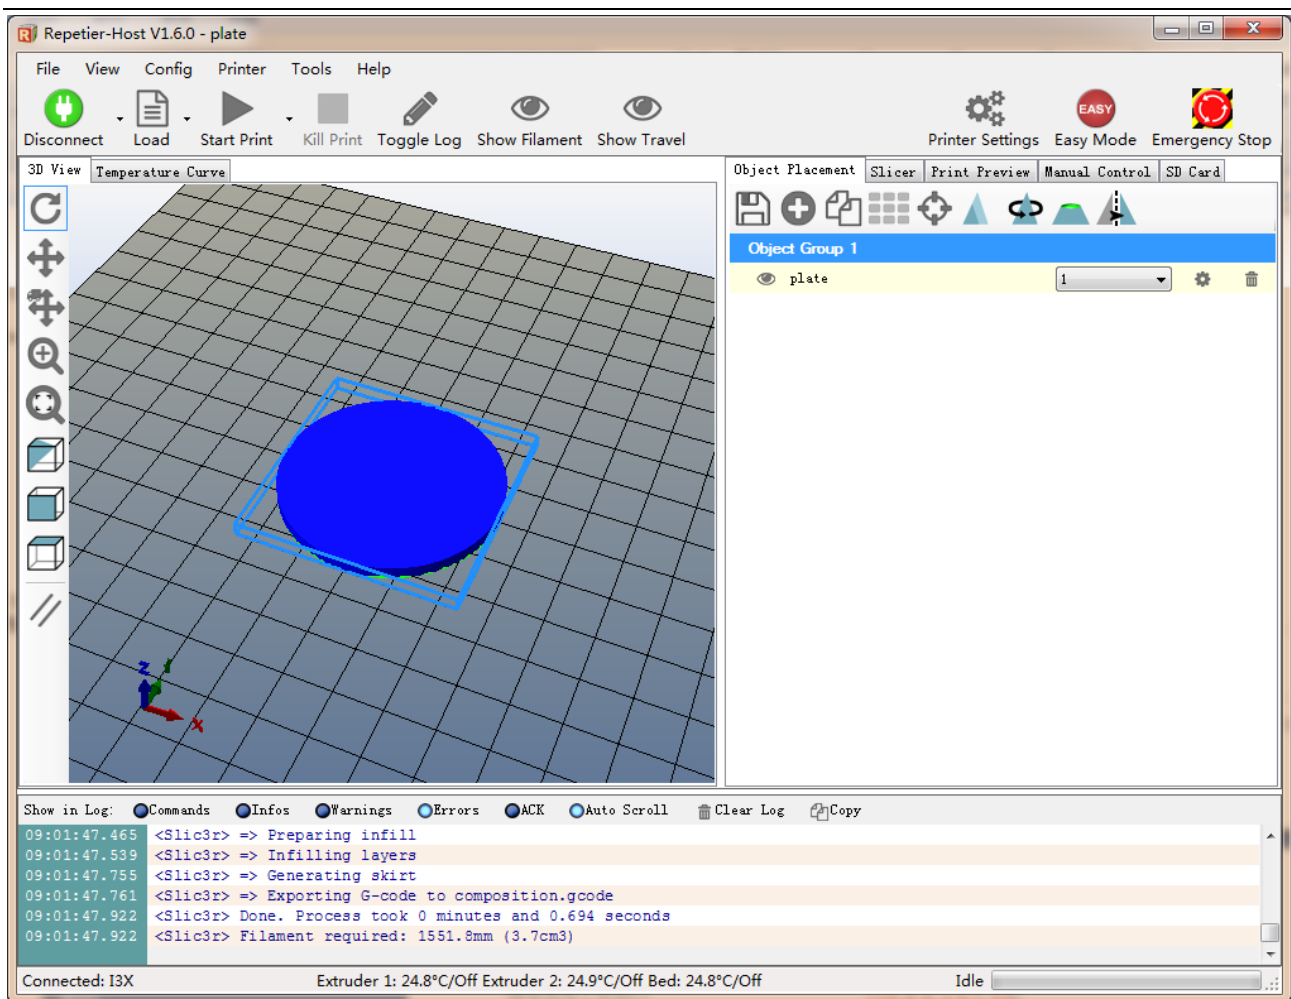 Repetier-Host V1.6.0 - plate
File View Config Printer Tools Help
EASY
Disconnect Load Start Print Kill Print Toggle Log Show Filament Show Travel Printer Settings Easy Mode Emergency Stop
3D View Temperature Curve Object Placement Slicer Print Preview Manual Control SD Card
Object Group 1
plate 1
Z Y
X
Show in Log: Commands Infos Warnings Errors ACK Auto Scroll Clear Log Copy
09:01:47.465 <Slic3r> => Preparing infill
09:01:47.539 <Slic3r> => Infilling layers
09:01:47.755 <Slic3r> => Generating skirt
09:01:47.761 <Slic3r> => Exporting G-code to composition.gcode
09:01:47.922 <Slic3r> Done. Process took 0 minutes and 0.694 seconds
09:01:47.922 <Slic3r> Filament required: 1551.8mm (3.7cm3)
Connected: I3X Extruder 1: 24.8°C/Off Extruder 2: 24.9°C/Off Bed: 24.8°C/Off Idle